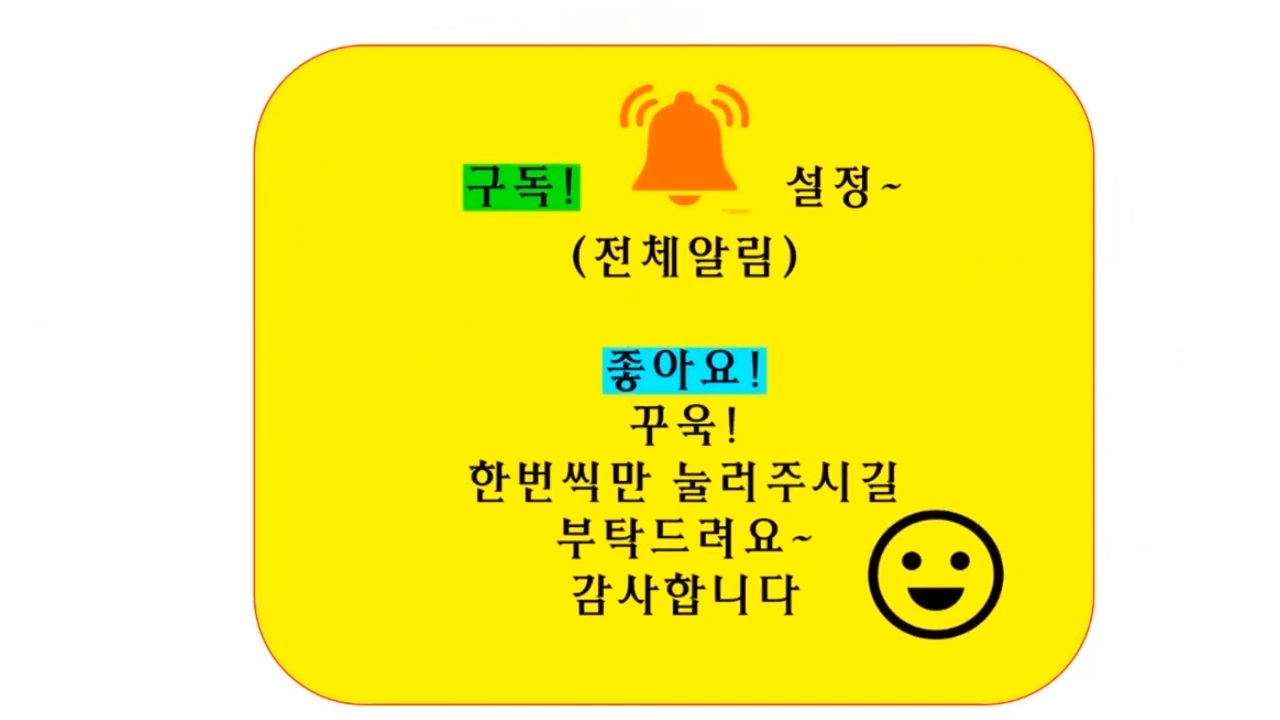 구독! 설정~
(전체알림)
좋아요!
꾸욱!
한번씩만 눌러주시길
부탁드려요~
감사합니다